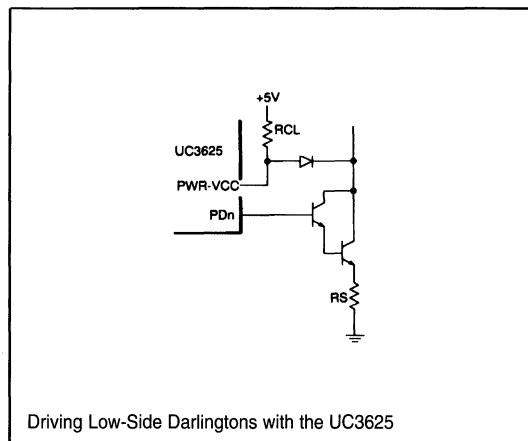 +5V
RCL
UC3625
PWR-VCC
PDn
RS
Driving Low-Side Darlingtons with the UC3625